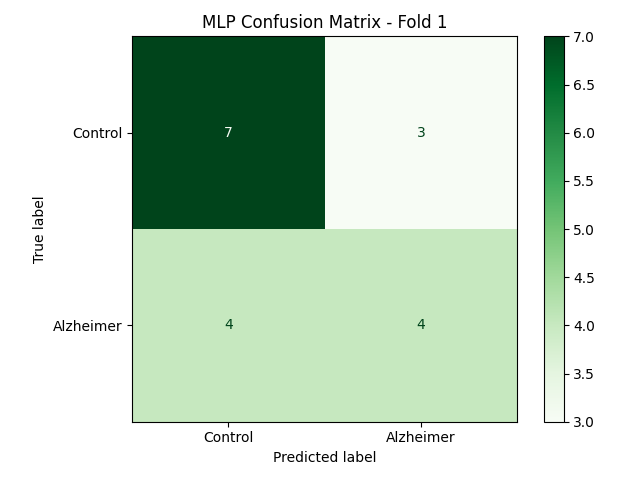 MLP Confusion Matrix - Fold 1
True label
Control
7
3
Alzheimer
4
4
Control
Alzheimer
Predicted label
7.0
6.5
6.0
5.5
5.0
4.5
4.0
3.5
3.0